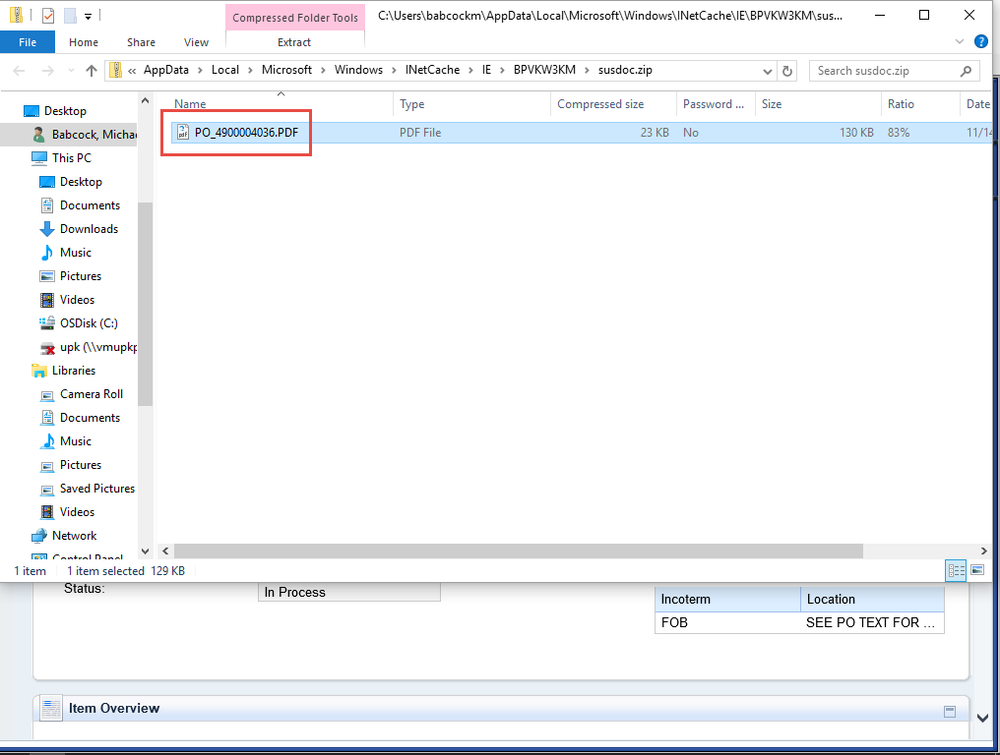 Compressed Folder Tools
C:\Users\babcockm\AppData\Local\Microsoft\Windows\INetCache\IE\BPVKW3KM\sus...
File Home Share View Extract
« AppData › Local › Microsoft › Windows › INetCache › IE › BPVKW3KM › susdoc.zip
Search susdoc.zip
Name Type Compressed size Password ... Size Ratio Date
PO_4900004036.PDF PDF File 23 KB No 130 KB 83% 11/14
Desktop
Babcock, Michae
This PC
Desktop
Documents
Downloads
Music
Pictures
Videos
OSDisk (C:)
upk (\\vmupkp
Libraries
Camera Roll
Documents
Music
Pictures
Saved Pictures
Videos
Network
Control Panel
1 item 1 item selected 129 KB
Status: In Process
Incoterm Location
FOB SEE PO TEXT FOR ...
Item Overview